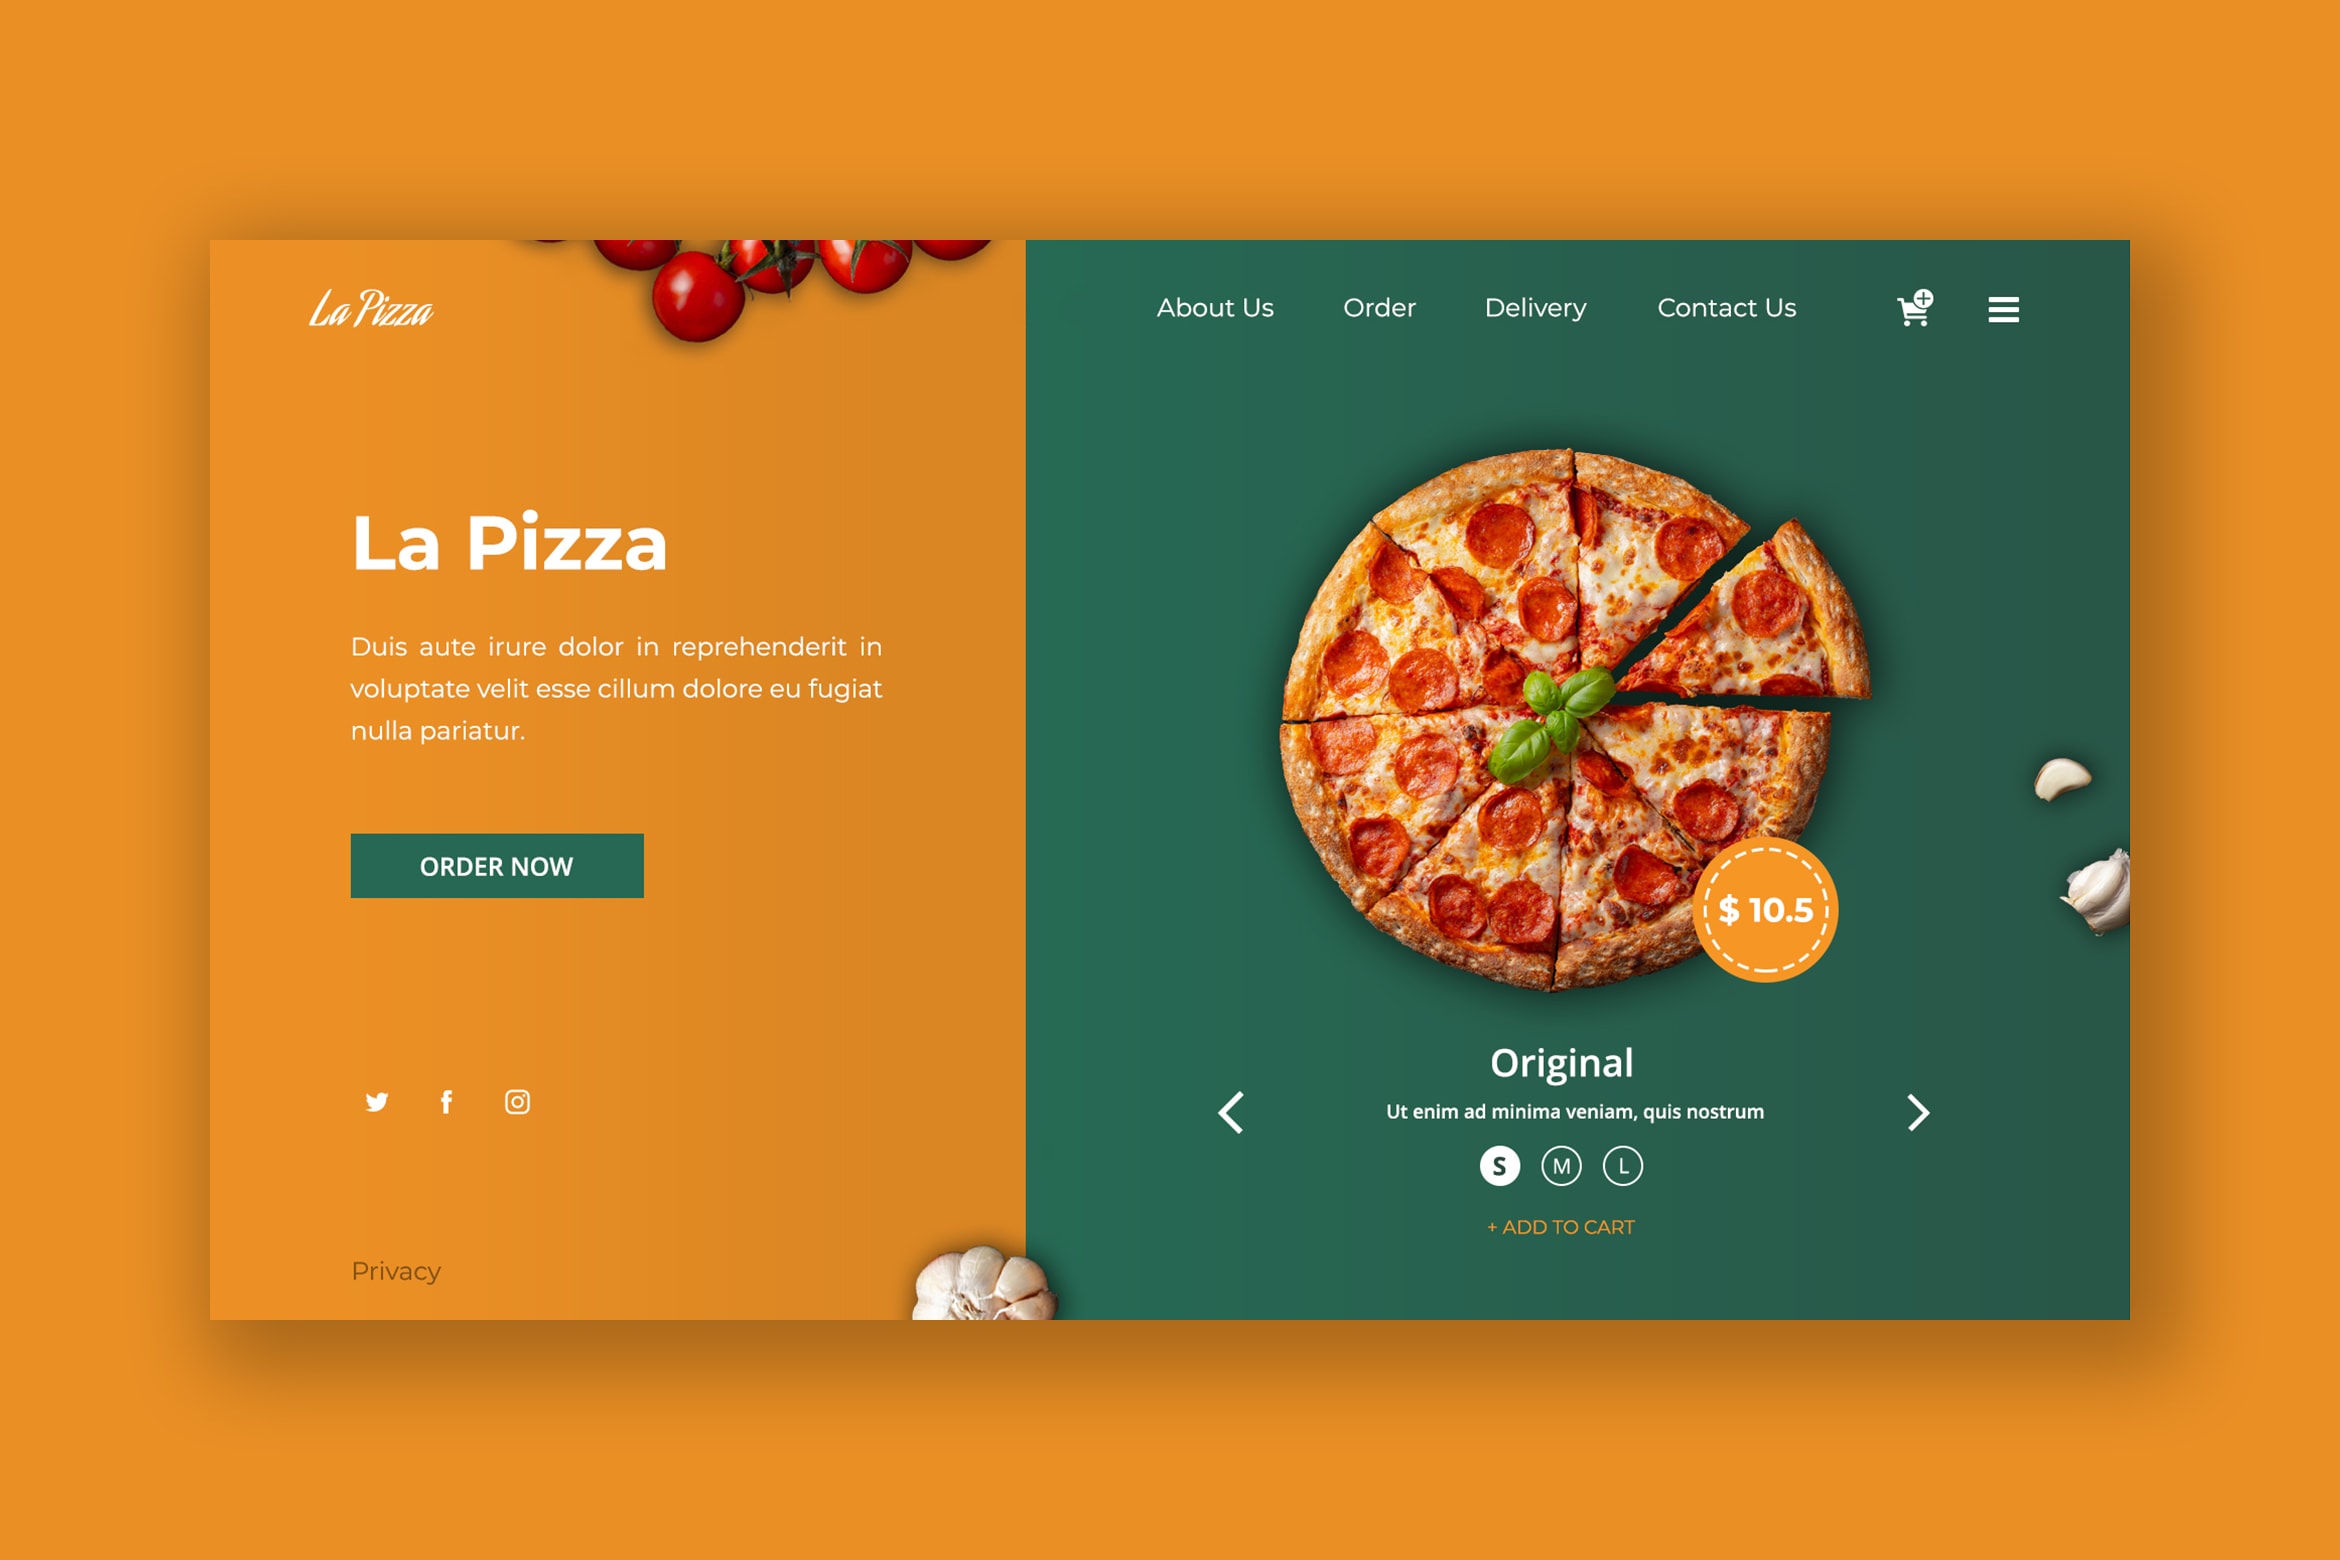 La Pizza
About Us Order Delivery Contact Us
La Pizza
Duis aute irure dolor in reprehenderit in
voluptate velit esse cillum dolore eu fugiat
nulla pariatur.
ORDER NOW
Privacy
$ 10.5
Original
Ut enim ad minima veniam, quis nostrum
S M L
+ ADD TO CART